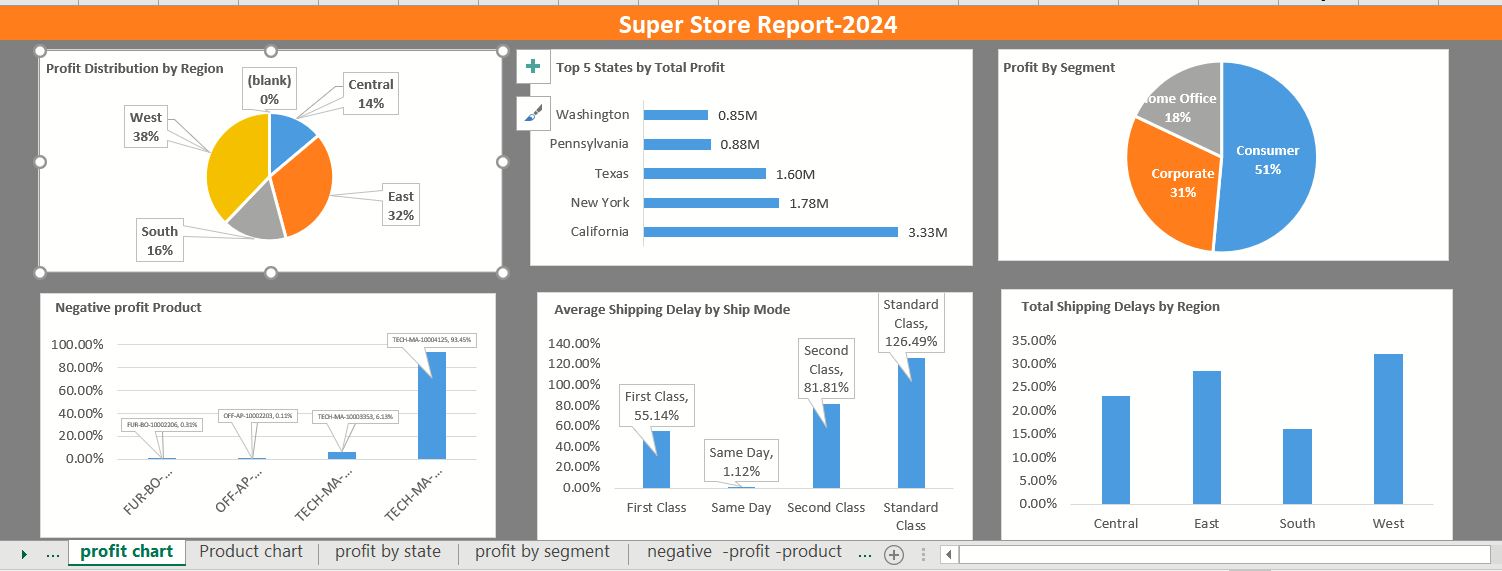 Super Store Report-2024
Profit Distribution by Region
(blank)
0%
Central
14%
West
38%
East
32%
South
16%
Top 5 States by Total Profit
Washington
0.85M
Pennsylvania
0.88M
Texas
1.60M
New York
1.78M
California
3.33M
Profit By Segment
ome Office
18%
Consumer
51%
Corporate
31%
Negative profit Product
100.00%
80.00%
60.00%
40.00%
20.00%
0.00%
TECH-MA-10004125, 93.45%
FUR-BO-10002206, 0.31%
OFF-AP-10002203, 0.11%
TECH-MA-10003353, 6.13%
FUR-BO-...
OFF-AP-...
TECH-MA-...
TECH-MA-...
Average Shipping Delay by Ship Mode
140.00%
120.00%
100.00%
80.00%
60.00%
40.00%
20.00%
0.00%
First Class,
55.14%
Same Day,
1.12%
Second
Class,
81.81%
Standard
Class,
126.49%
First Class
Same Day
Second Class
Standard
Class
Total Shipping Delays by Region
35.00%
30.00%
25.00%
20.00%
15.00%
10.00%
5.00%
0.00%
Central
East
South
West
... profit chart Product chart profit by state profit by segment negative -profit -product ...